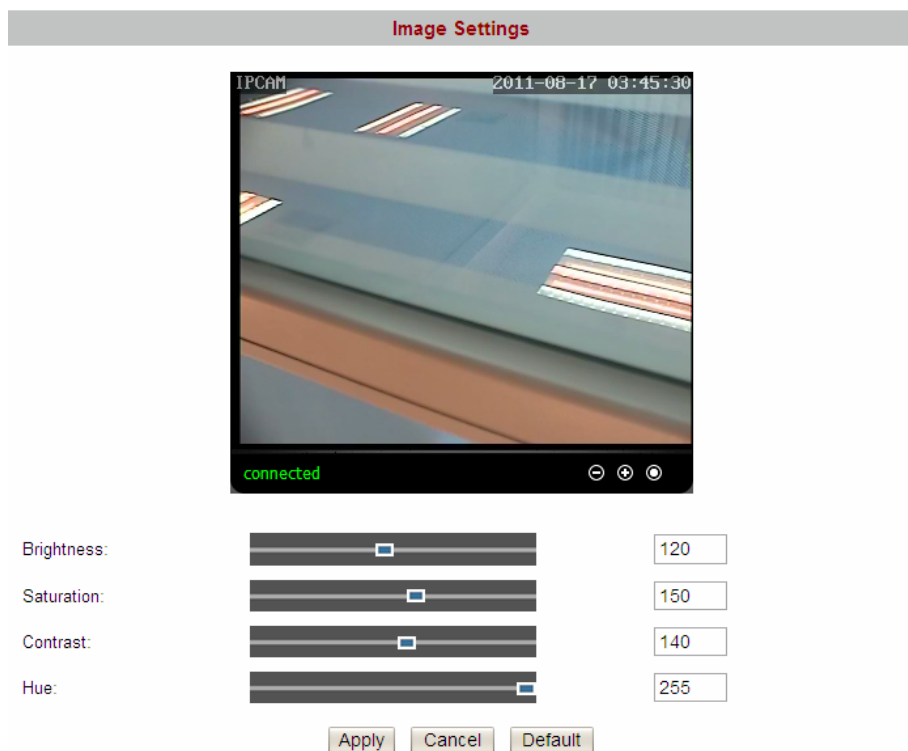 Image Settings
IPCAM 2011-08-17 03:45:30
connected
Brightness: 120
Saturation: 150
Contrast: 140
Hue: 255
Apply Cancel Default